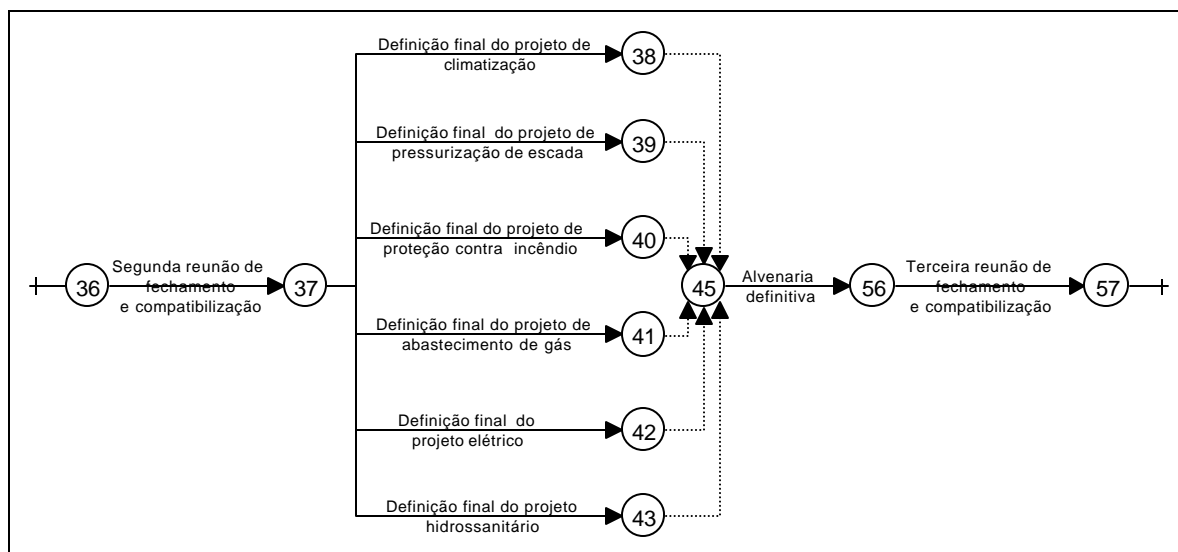 Definição final do projeto de
climatização
38
Definição final do projeto de
pressurização de escada
39
Definição final do projeto de
proteção contra incêndio
40
Segunda reunão de
fechamento
e compatibilização
36
37
45
Alvenaria
definitiva
56
Terceira reunão de
fechamento
e compatibilização
57
Definição final do projeto de
abastecimento de gás
41
Definição final do
projeto elétrico
42
Definição final do projeto
hidrossanitário
43